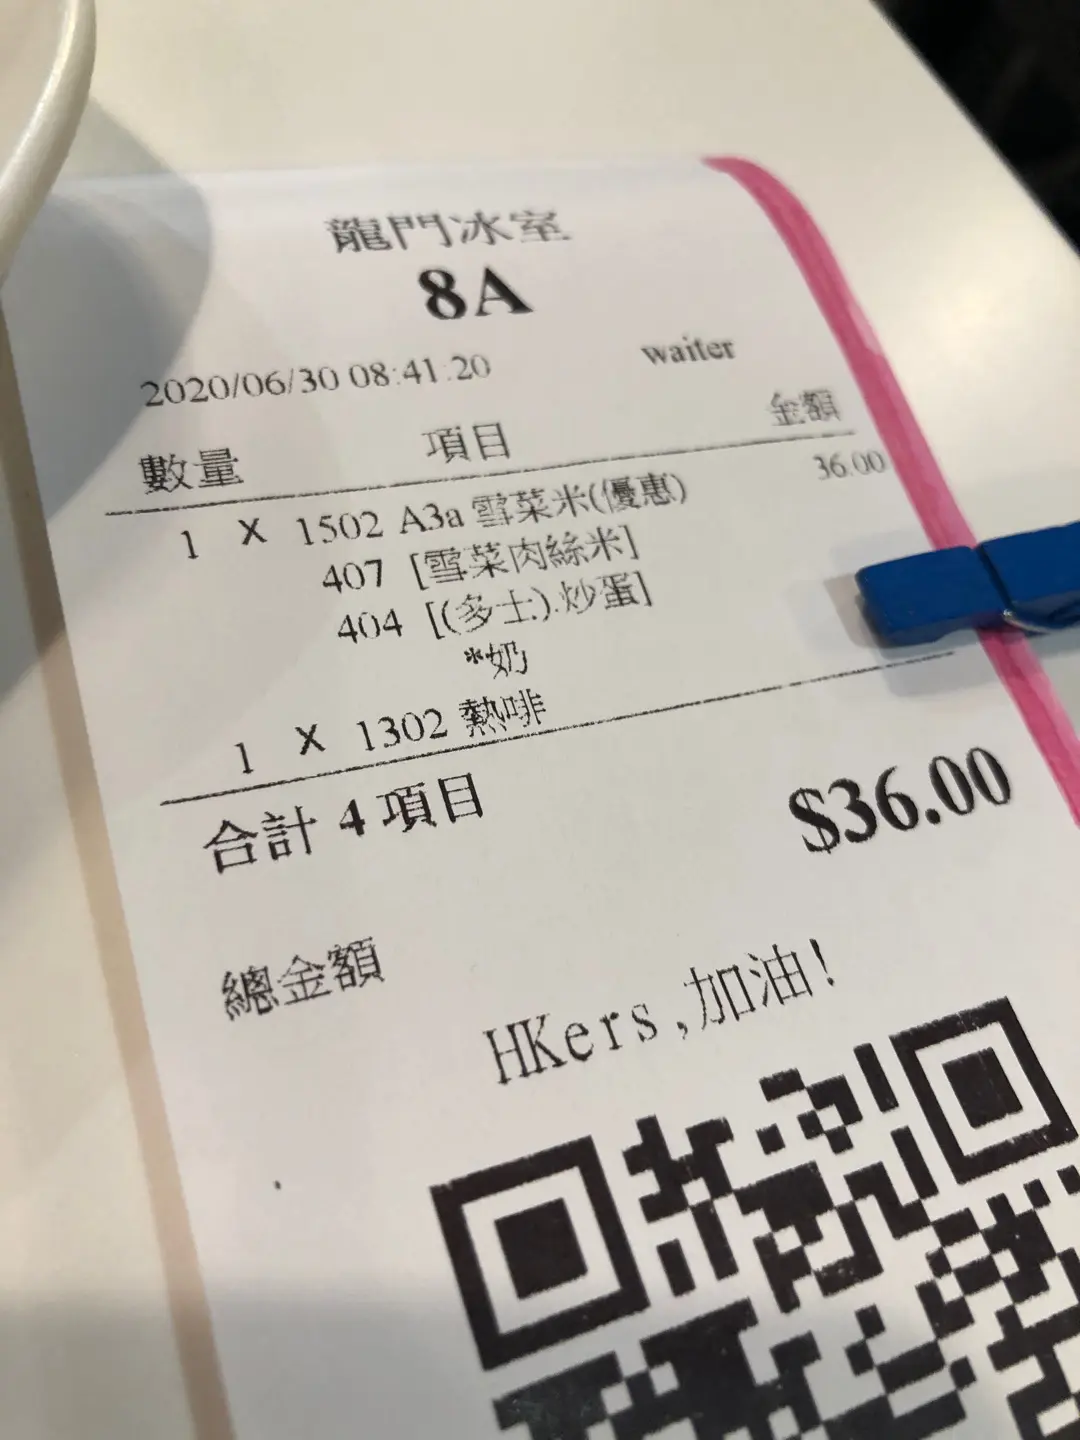 龍門冰室
8A
2020/06/30 08:41:20 waiter
數量 項目 金額
1 X 1502 A3a 雪菜米(優惠) 36.00
407 [雪菜肉絲米]
404 [(多士).炒蛋]
*奶
1 X 1302 熱啡
合計 4 項目 $36.00
總金額
HKers,加油!